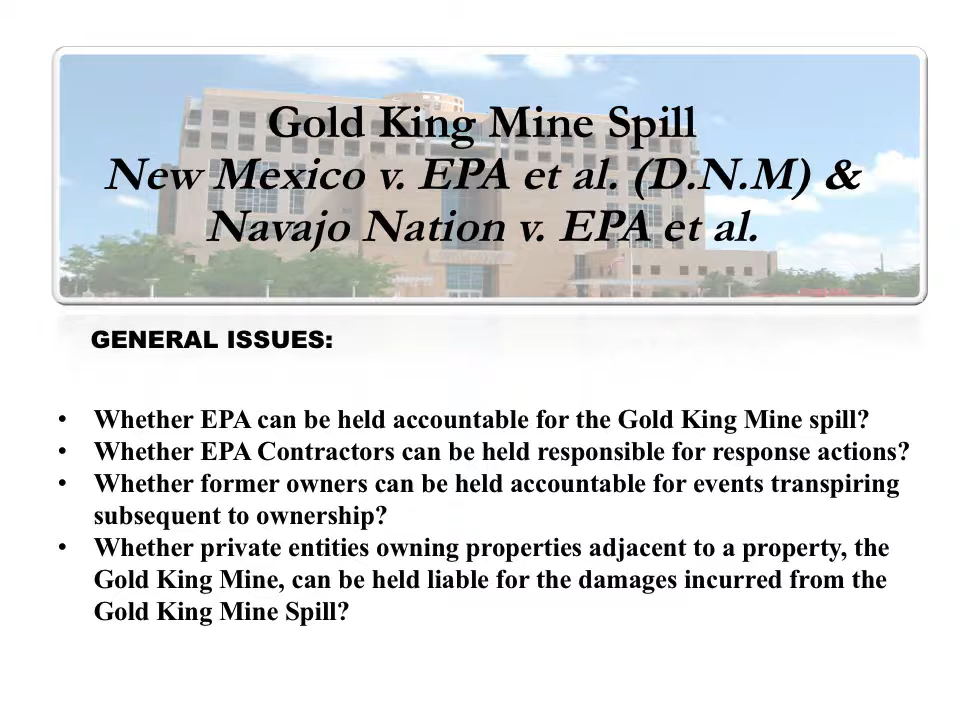 Gold King Mine Spill
New Mexico v. EPA et al. (D.N.M) &
Navajo Nation v. EPA et al.
GENERAL ISSUES:
• Whether EPA can be held accountable for the Gold King Mine spill?
• Whether EPA Contractors can be held responsible for response actions?
• Whether former owners can be held accountable for events transpiring
subsequent to ownership?
• Whether private entities owning properties adjacent to a property, the
Gold King Mine, can be held liable for the damages incurred from the
Gold King Mine Spill?